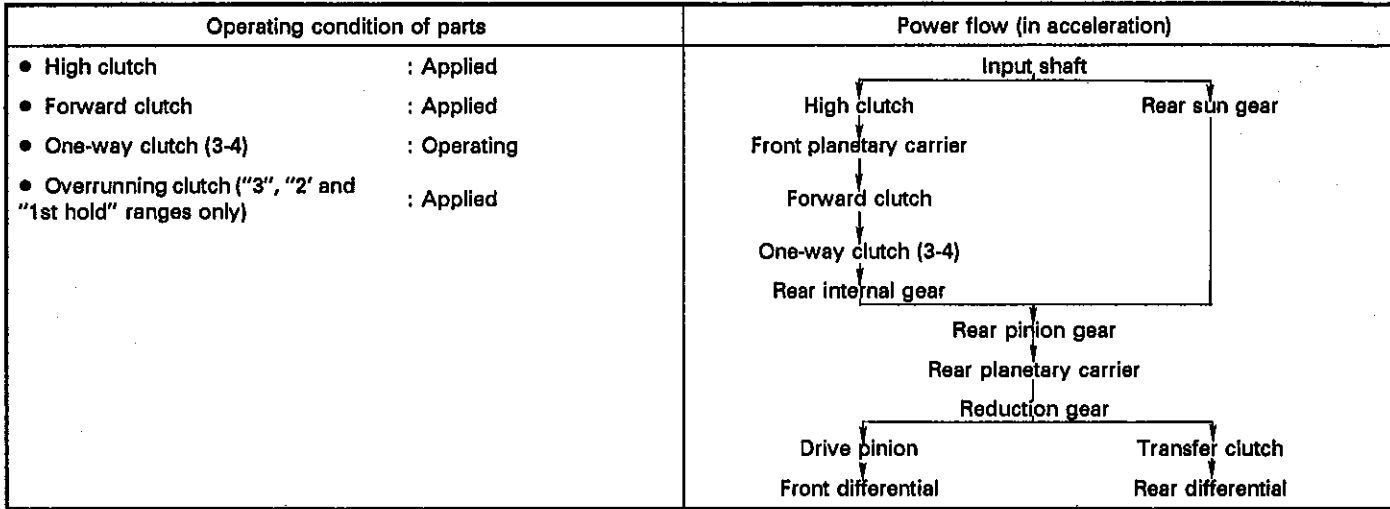 Operating condition of parts
Power flow (in acceleration)
● High clutch : Applied
● Forward clutch : Applied
● One-way clutch (3-4) : Operating
● Overrunning clutch ("3", "2' and
"1st hold" ranges only) : Applied
Input shaft
High clutch Rear sun gear
Front planetary carrier
Forward clutch
One-way clutch (3-4)
Rear internal gear
Rear pinion gear
Rear planetary carrier
Reduction gear
Drive pinion Transfer clutch
Front differential Rear differential